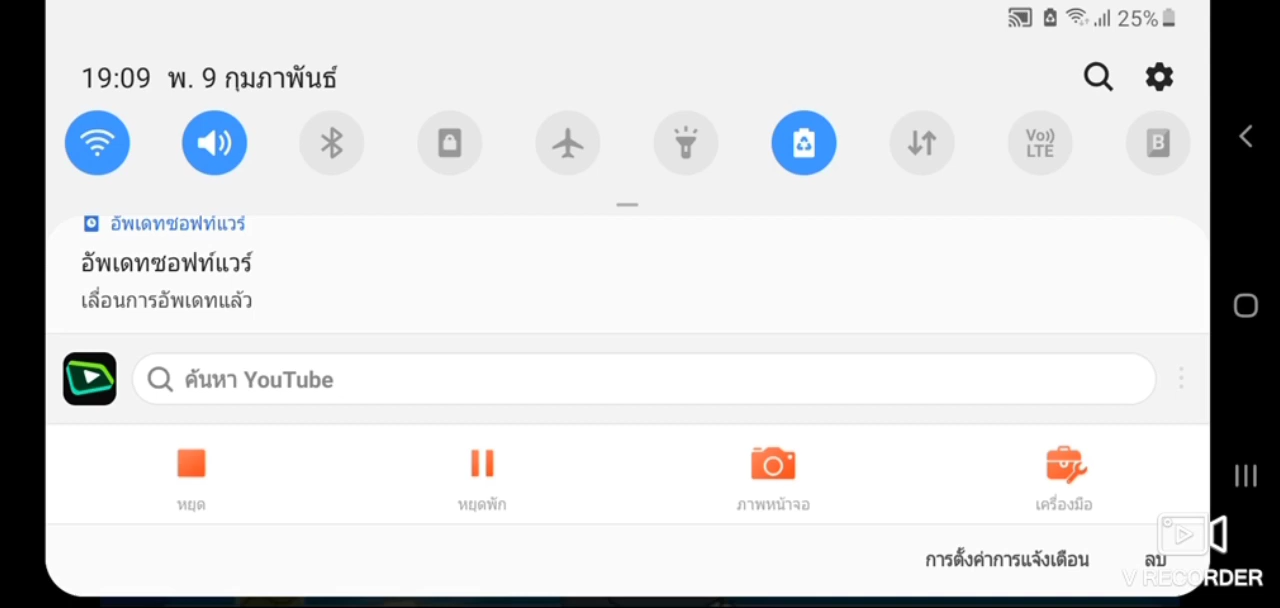 25%
19:09 พ. 9 กุมภาพันธ์
Vo)) LTE
B
อัพเดทซอฟท์แวร์
อัพเดทซอฟท์แวร์
เลื่อนการอัพเดทแล้ว
ค้นหา YouTube
หยุด หยุดพัก ภาพหน้าจอ เครื่องมือ
การตั้งค่าการแจ้งเตือน ลบ
V RECORDER